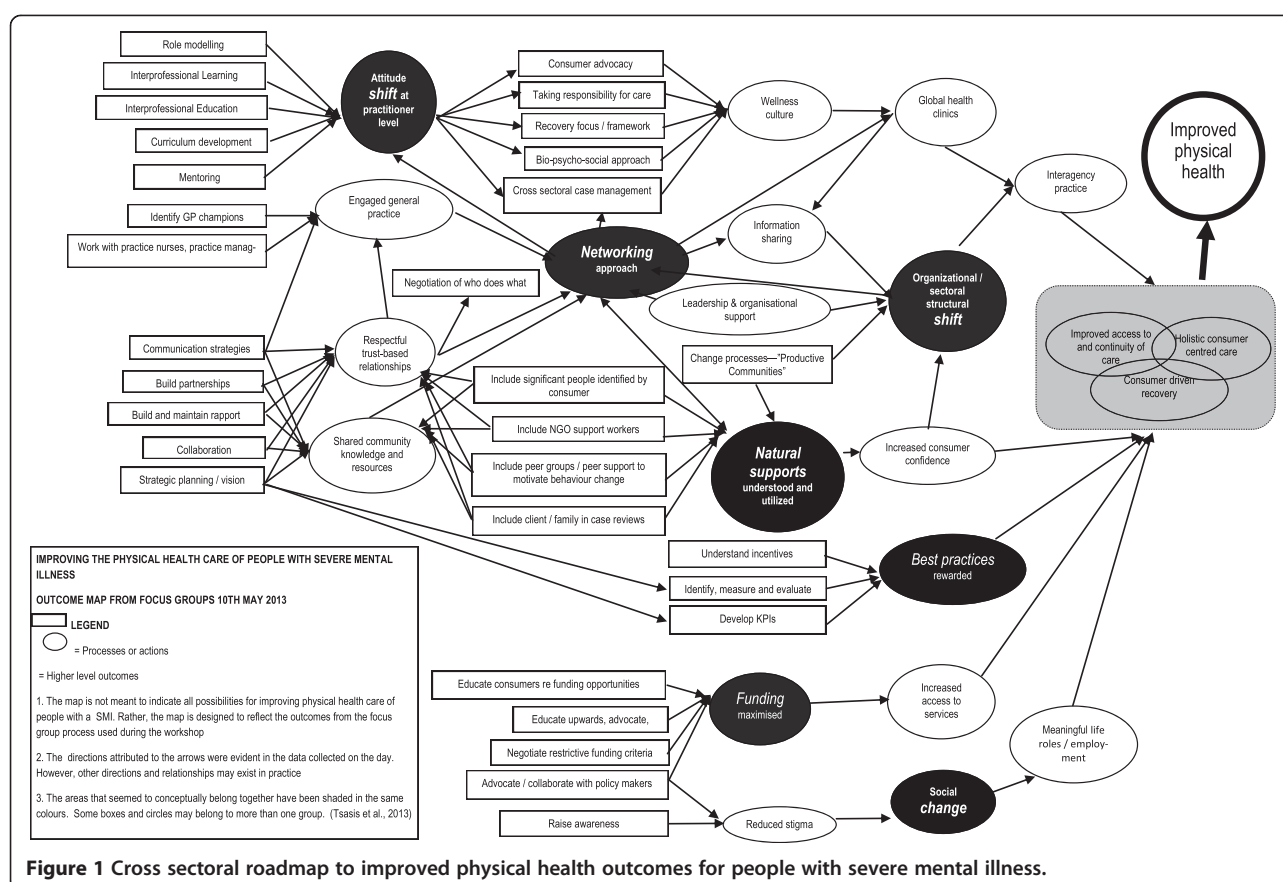 Role modelling
Interprofessional Learning
Interprofessional Education
Curriculum development
Mentoring
Identify GP champions
Work with practice nurses, practice manag-
Attitude
shift at
practitioner
level
Engaged general
practice
Consumer advocacy
Taking responsibility for care
Recovery focus / framework
Bio-psycho-social approach
Cross sectoral case management
Wellness
culture
Global health
clinics
Improved
physical
health
Interagency
practice
Information
sharing
Networking
approach
Negotiation of who does what
Leadership & organisational
support
Organizational /
sectoral
structural
shift
Respectful
trust-based
relationships
Change processes—"Productive
Communities"
Improved access to
and continuity of
care
Holistic consumer
centred care
Consumer driven
recovery
Communication strategies
Build partnerships
Build and maintain rapport
Collaboration
Strategic planning / vision
Shared community
knowledge and
resources
Include significant people identified by
consumer
Include NGO support workers
Include peer groups / peer support to
motivate behaviour change
Include client / family in case reviews
Natural
supports
understood and
utilized
Increased consumer
confidence
Understand incentives
Identify, measure and evaluate
Develop KPIs
Best practices
rewarded
Educate consumers re funding opportunities
Educate upwards, advocate,
Negotiate restrictive funding criteria
Advocate / collaborate with policy makers
Raise awareness
Funding
maximised
Increased
access to
services
Reduced stigma
Social
change
Meaningful life
roles / employ-
ment
IMPROVING THE PHYSICAL HEALTH CARE OF PEOPLE WITH SEVERE MENTAL
ILLNESS
OUTCOME MAP FROM FOCUS GROUPS 10TH MAY 2013
LEGEND
= Processes or actions
= Higher level outcomes
1. The map is not meant to indicate all possibilities for improving physical health care of
people with a SMI. Rather, the map is designed to reflect the outcomes from the focus
group process used during the workshop
2. The directions attributed to the arrows were evident in the data collected on the day.
However, other directions and relationships may exist in practice
3. The areas that seemed to conceptually belong together have been shaded in the same
colours. Some boxes and circles may belong to more than one group. (Tsasis et al., 2013)
Figure 1 Cross sectoral roadmap to improved physical health outcomes for people with severe mental illness.